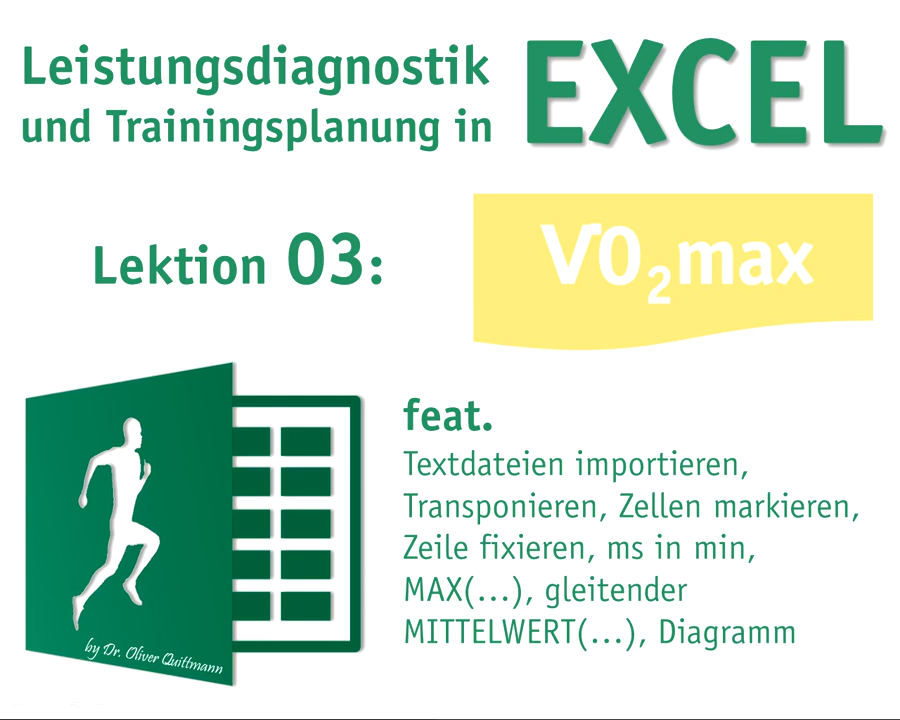 Leistungsdiagnostik
und Trainingsplanung in
EXCEL
Lektion 03:
VO₂max
feat.
Textdateien importieren,
Transponieren, Zellen markieren,
Zeile fixieren, ms in min,
MAX(...), gleitender
MITTELWERT(...), Diagramm
by Dr. Oliver Quittmann